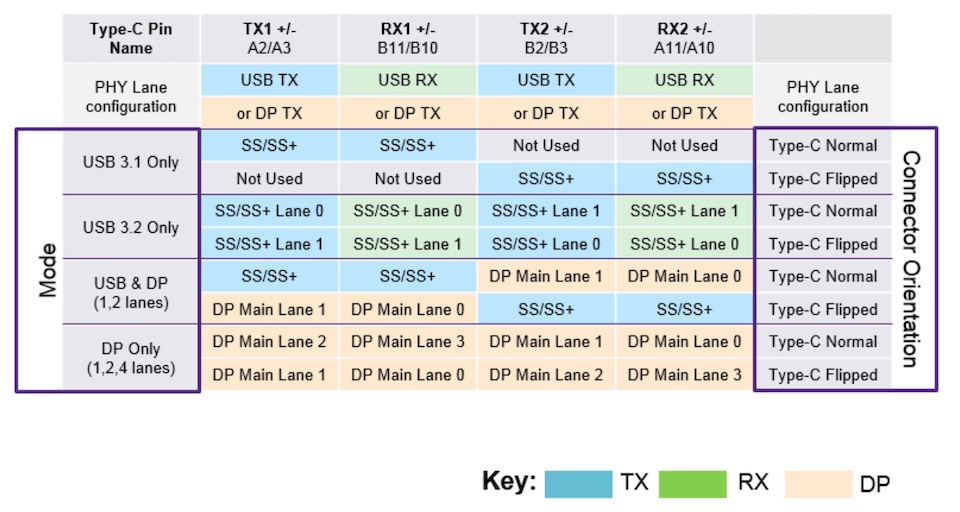 Type-C Pin Name TX1 +/- A2/A3 RX1 +/- B11/B10 TX2 +/- B2/B3 RX2 +/- A11/A10
PHY Lane configuration USB TX USB RX USB TX USB RX PHY Lane configuration
or DP TX or DP TX or DP TX or DP TX
Mode
Connector Orientation
USB 3.1 Only SS/SS+ SS/SS+ Not Used Not Used Type-C Normal
Not Used Not Used SS/SS+ SS/SS+ Type-C Flipped
USB 3.2 Only SS/SS+ Lane 0 SS/SS+ Lane 0 SS/SS+ Lane 1 SS/SS+ Lane 1 Type-C Normal
SS/SS+ Lane 1 SS/SS+ Lane 1 SS/SS+ Lane 0 SS/SS+ Lane 0 Type-C Flipped
USB & DP (1,2 lanes) SS/SS+ SS/SS+ DP Main Lane 1 DP Main Lane 0 Type-C Normal
DP Main Lane 1 DP Main Lane 0 SS/SS+ SS/SS+ Type-C Flipped
DP Only (1,2,4 lanes) DP Main Lane 2 DP Main Lane 3 DP Main Lane 1 DP Main Lane 0 Type-C Normal
DP Main Lane 1 DP Main Lane 0 DP Main Lane 2 DP Main Lane 3 Type-C Flipped
Key: TX RX DP